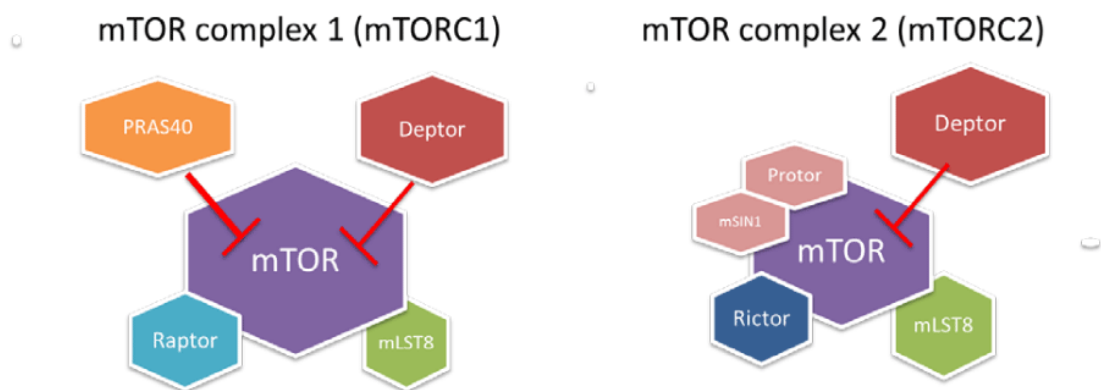 mTOR complex 1 (mTORC1)
PRAS40
Deptor
mTOR
Raptor
mLST8
mTOR complex 2 (mTORC2)
Deptor
Protor
mSIN1
mTOR
Rictor
mLST8